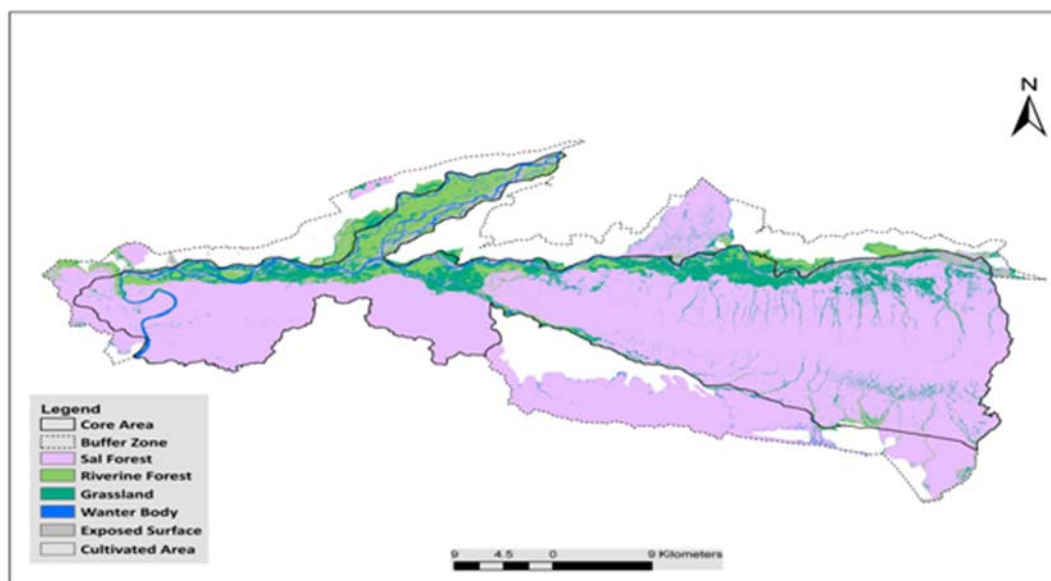 N
Legend
Core Area
Buffer Zone
Sal Forest
Riverine Forest
Grassland
Wanter Body
Exposed Surface
Cultivated Area
9 4.5 0 9 Kilometers